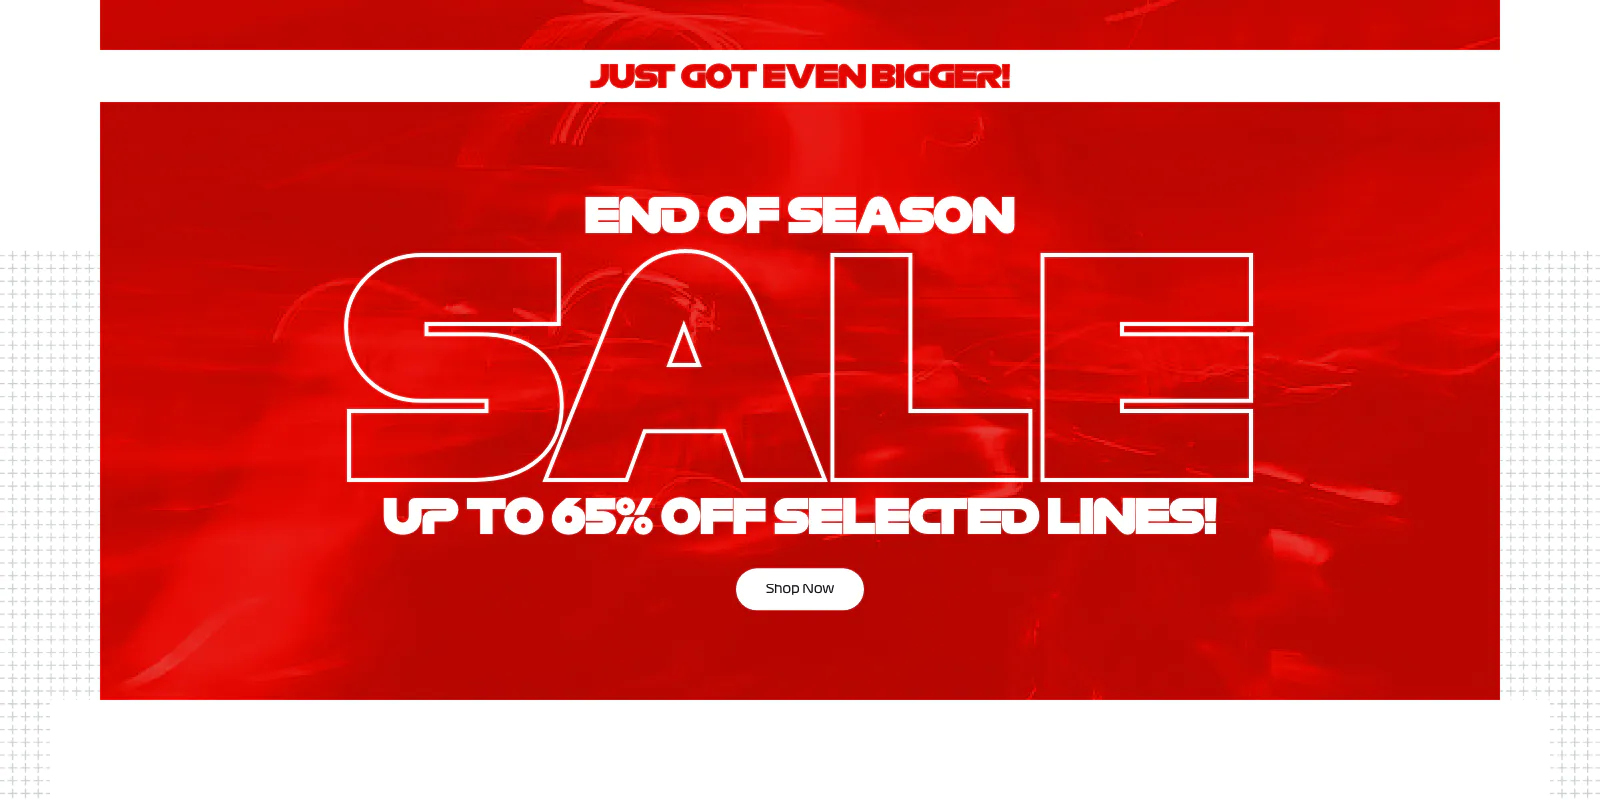 JUST GOT EVEN BIGGER!
END OF SEASON
SALE
UP TO 65% OFF SELECTED LINES!
Shop Now